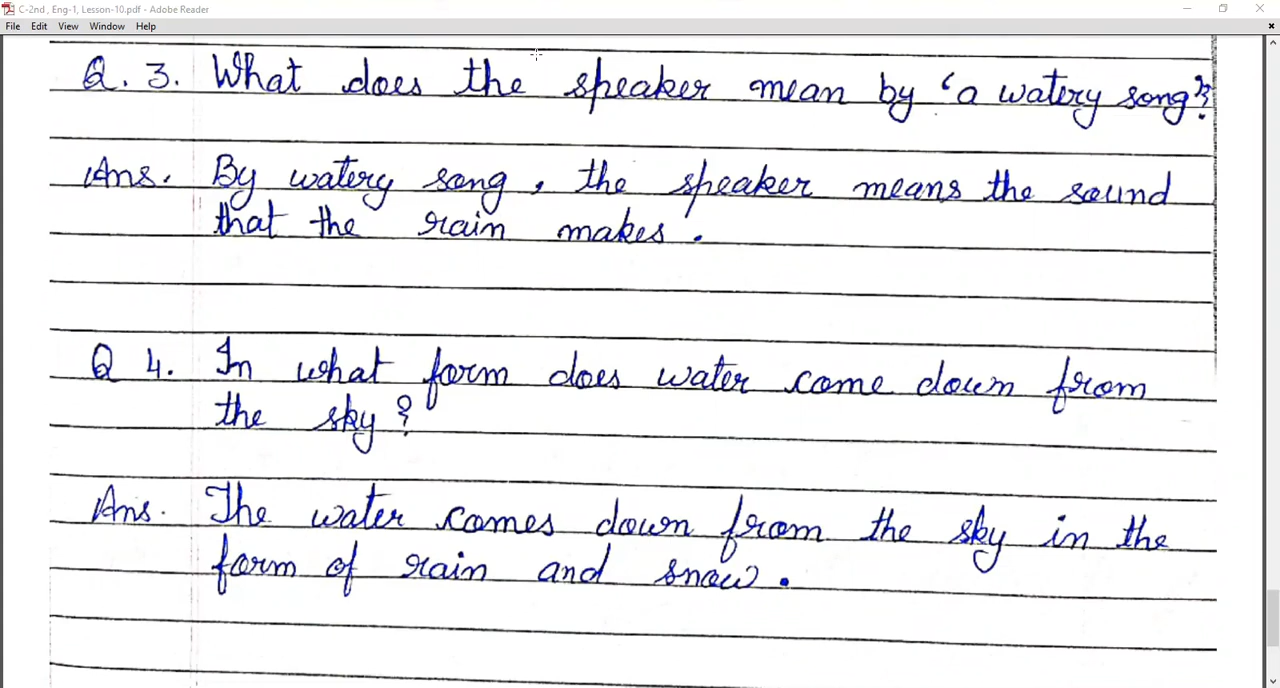 C-2nd , Eng-1, Lesson-10.pdf - Adobe Reader
File Edit View Window Help
Q. 3. What does the speaker mean by 'a watery song'?
Ans. By watery song, the speaker means the sound
that the rain makes.
Q 4. In what form does water come down from
the sky?
Ans. The water comes down from the sky in the
form of rain and snow.